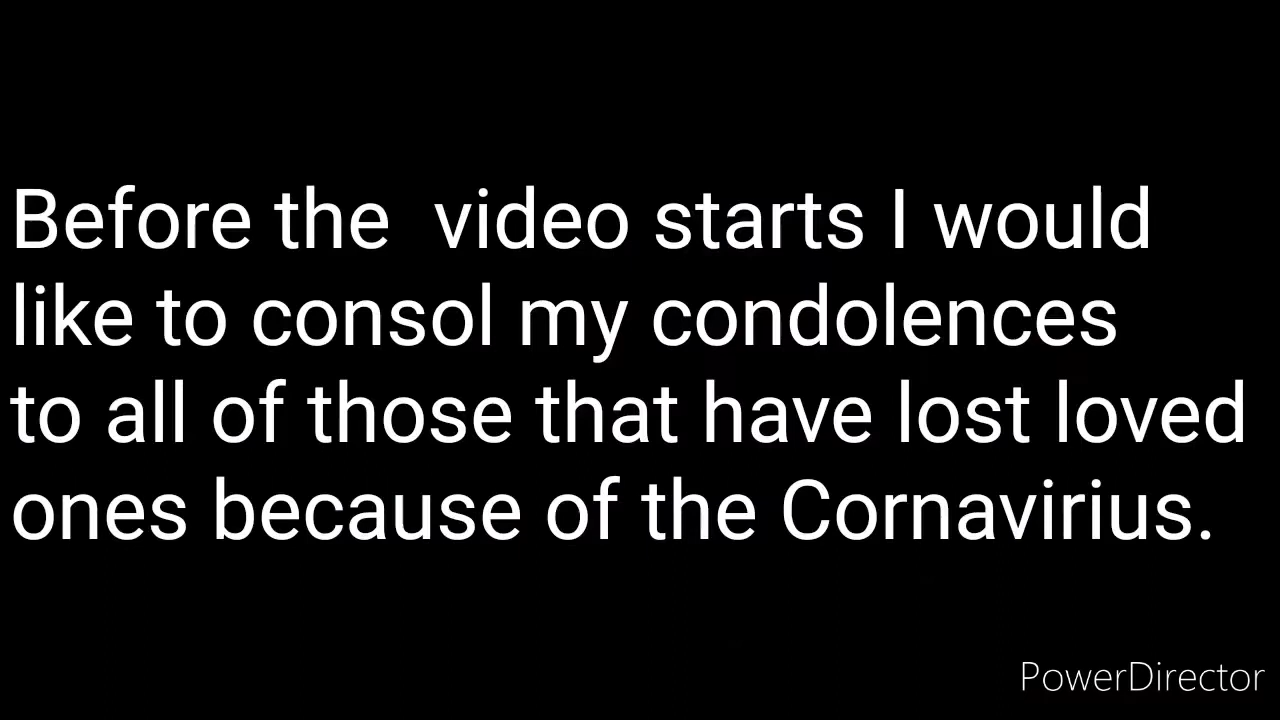 Before the  video starts I would
like to consol my condolences
to all of those that have lost loved
ones because of the Cornavirius.
PowerDirector